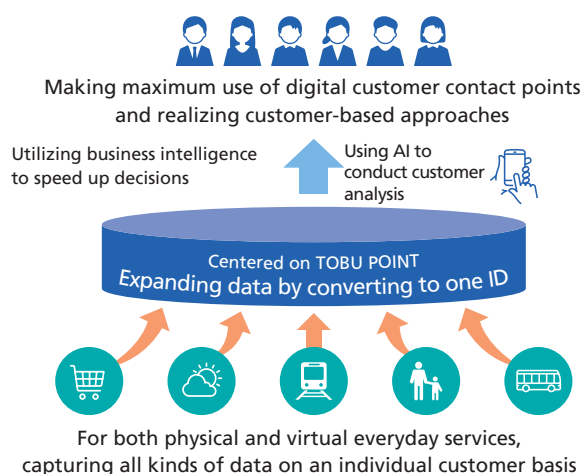 Making maximum use of digital customer contact points
and realizing customer-based approaches
Utilizing business intelligence
to speed up decisions
Using AI to
conduct customer
analysis
Centered on TOBU POINT
Expanding data by converting to one ID
For both physical and virtual everyday services,
capturing all kinds of data on an individual customer basis